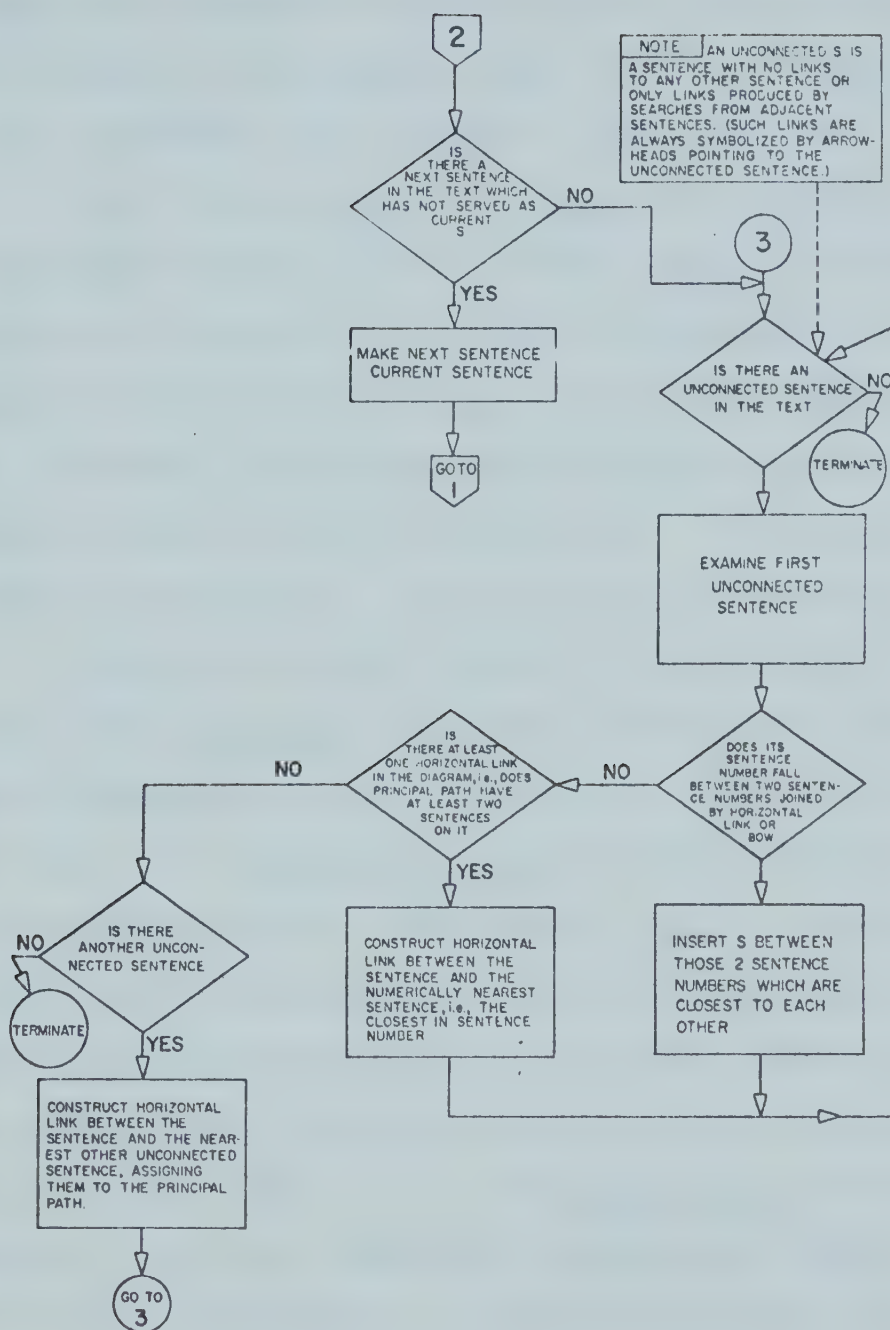 2
NOTE AN UNCONNECTED S IS
A SENTENCE WITH NO LINKS
TO ANY OTHER SENTENCE OR
ONLY LINKS PRODUCED BY
SEARCHES FROM ADJACENT
SENTENCES. (SUCH LINKS ARE
ALWAYS SYMBOLIZED BY ARROW-
HEADS POINTING TO THE
UNCONNECTED SENTENCE.)
IS
THERE A
NEXT SENTENCE
IN THE TEXT WHICH
HAS NOT SERVED AS
CURRENT
S
NO
YES
3
MAKE NEXT SENTENCE
CURRENT SENTENCE
GO TO
1
IS THERE AN
UNCONNECTED SENTENCE
IN THE TEXT
NO
TERMINATE
EXAMINE FIRST
UNCONNECTED
SENTENCE
DOES ITS
SENTENCE
NUMBER FALL
BETWEEN TWO SENTEN-
CE NUMBERS JOINED
BY HORIZONTAL
LINK OR
BOW
NO
IS
THERE AT LEAST
ONE HORIZONTAL LINK
IN THE DIAGRAM, i.e., DOES
PRINCIPAL PATH HAVE
AT LEAST TWO
SENTENCES
ON IT
NO
YES
INSERT S BETWEEN
THOSE 2 SENTENCE
NUMBERS WHICH ARE
CLOSEST TO EACH
OTHER
CONSTRUCT HORIZONTAL
LINK BETWEEN THE
SENTENCE AND THE
NUMERICALLY NEAREST
SENTENCE, i.e., THE
CLOSEST IN SENTENCE
NUMBER
IS THERE
ANOTHER UNCON-
NECTED SENTENCE
NO
TERMINATE
YES
CONSTRUCT HORIZONTAL
LINK BETWEEN THE
SENTENCE AND THE NEAR-
EST OTHER UNCONNECTED
SENTENCE, ASSIGNING
THEM TO THE PRINCIPAL
PATH.
GO TO
3